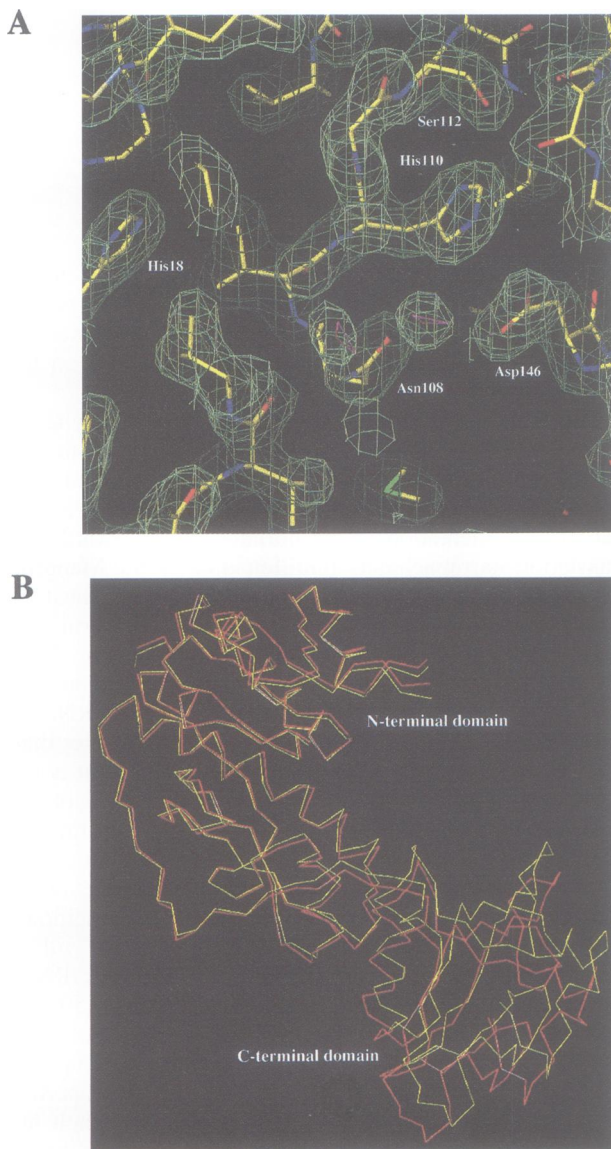 A
Ser112
His110
His18
Asn108
Asp146
B
N-terminal domain
C-terminal domain